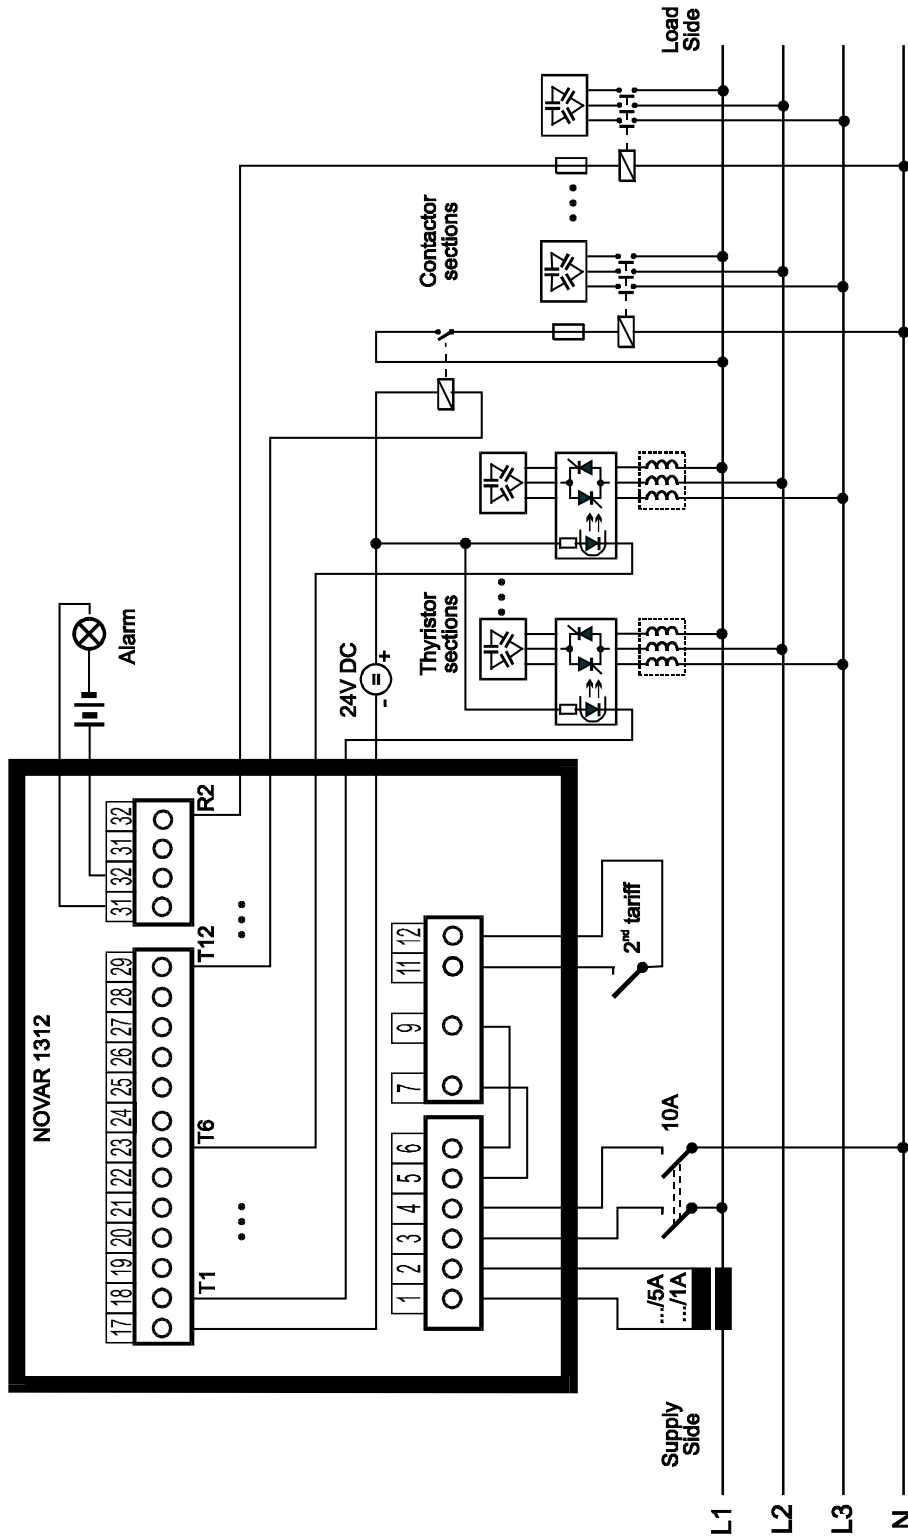 NOVAR 1312
17 18 19 20 21 22 23 24 25 26 27 28 29
31 32 31 32
T1
T6
T12
R2
Alarm
1 2 3 4 5 6
7 9 11 12
24V DC
- = +
Thyristor
sections
Contactor
sections
2nd tariff
10A
..../5A
.../1A
Supply
Side
Load
Side
L1
L2
L3
N